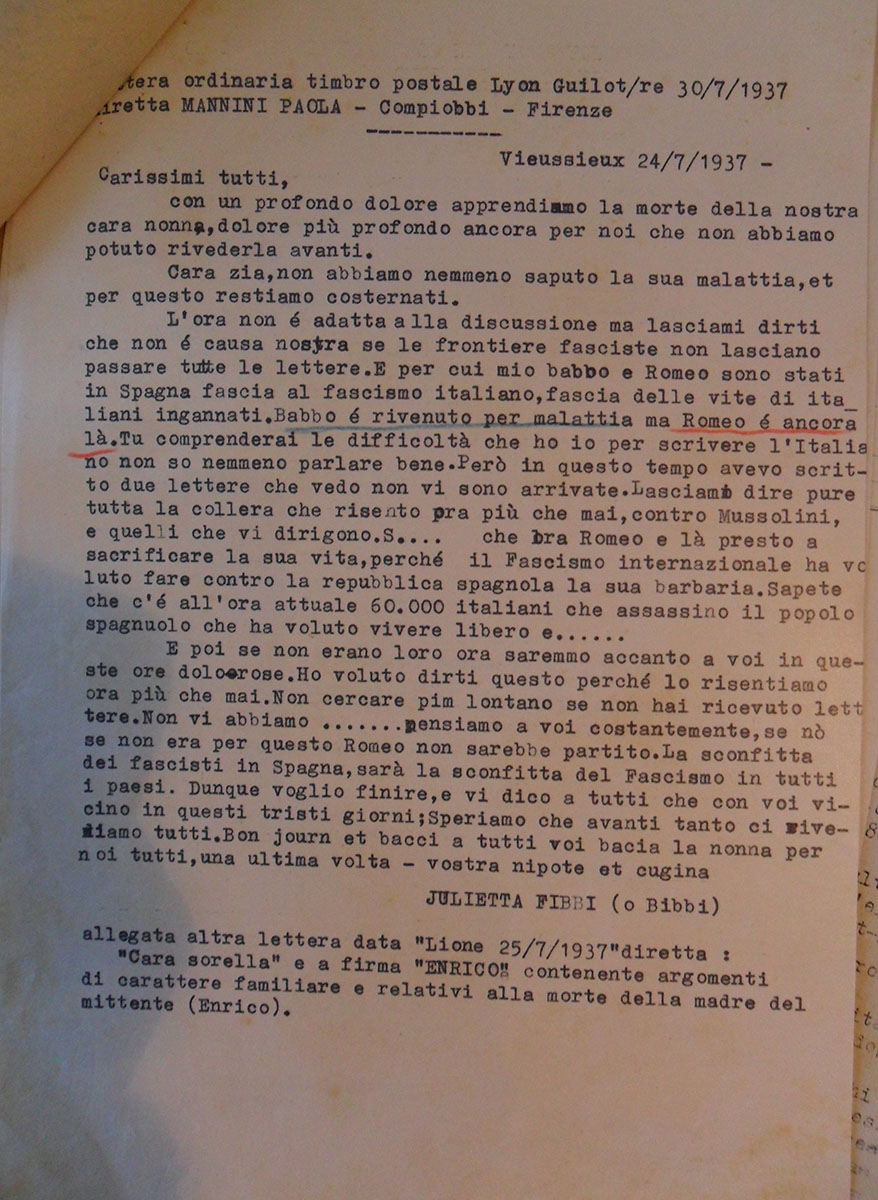 tera ordinaria timbro postale Lyon Guilot/re 30/7/1937
iretta MANNINI PAOLA - Compiobbi - Firenze
Vieussieux 24/7/1937 -
Carissimi tutti,
con un profondo dolore apprendiamo la morte della nostra
cara nonna,dolore più profondo ancora per noi che non abbiamo
potuto rivederla avanti.
Cara zia,non abbiamo nemmeno saputo la sua malattia,et
per questo restiamo costernati.
L'ora non é adatta alla discussione ma lasciami dirti
che non é causa nostra se le frontiere fasciste non lasciano
passare tutte le lettere.E per cui mio babbo e Romeo sono stati
in Spagna fascia al fascismo italiano,fascia delle vite di ita_
liani ingannati.Babbo é rivenuto per malattia ma Romeo é ancora
là.Tu comprenderai le difficoltà che ho io per scrivere l'Italia
no non so nemmeno parlare bene.Però in questo tempo avevo scrit-
to due lettere che vedo non vi sono arrivate.Lasciami dire pure
tutta la collera che risento ora più che mai,contro Mussolini,
e quelli che vi dirigono.S.... che ora Romeo e là presto a
sacrificare la sua vita,perché il Fascismo internazionale ha vo
luto fare contro la repubblica spagnola la sua barbaria.Sapete
che c'é all'ora attuale 60.000 italiani che assassino il popolo
spagnuolo che ha voluto vivere libero e......
E poi se non erano loro ora saremmo accanto a voi in que-
ste ore dolcerose.Ho voluto dirti questo perché lo risentiamo
ora più che mai.Non cercare pim lontano se non hai ricevuto lett
tere.Non vi abbiamo .......pensiamo a voi costantemente,se nò
se non era per questo Romeo non sarebbe partito.La sconfitta
dei fascisti in Spagna,sarà la sconfitta del Fascismo in tutti
i paesi. Dunque voglio finire,e vi dico a tutti che con voi vi-
cino in questi tristi giorni;Speriamo che avanti tanto ci rive-
diamo tutti.Bon journ et bacci a tutti voi bacia la nonna per
noi tutti,una ultima volta - vostra nipote et cugina
JULIETTA FIBBI (o Bibbi)
allegata altra lettera data "Lione 25/7/1937"diretta :
"Cara sorella" e a firma "ENRICO" contenente argomenti
di carattere familiare e relativi alla morte della madre del
mittente (Enrico).